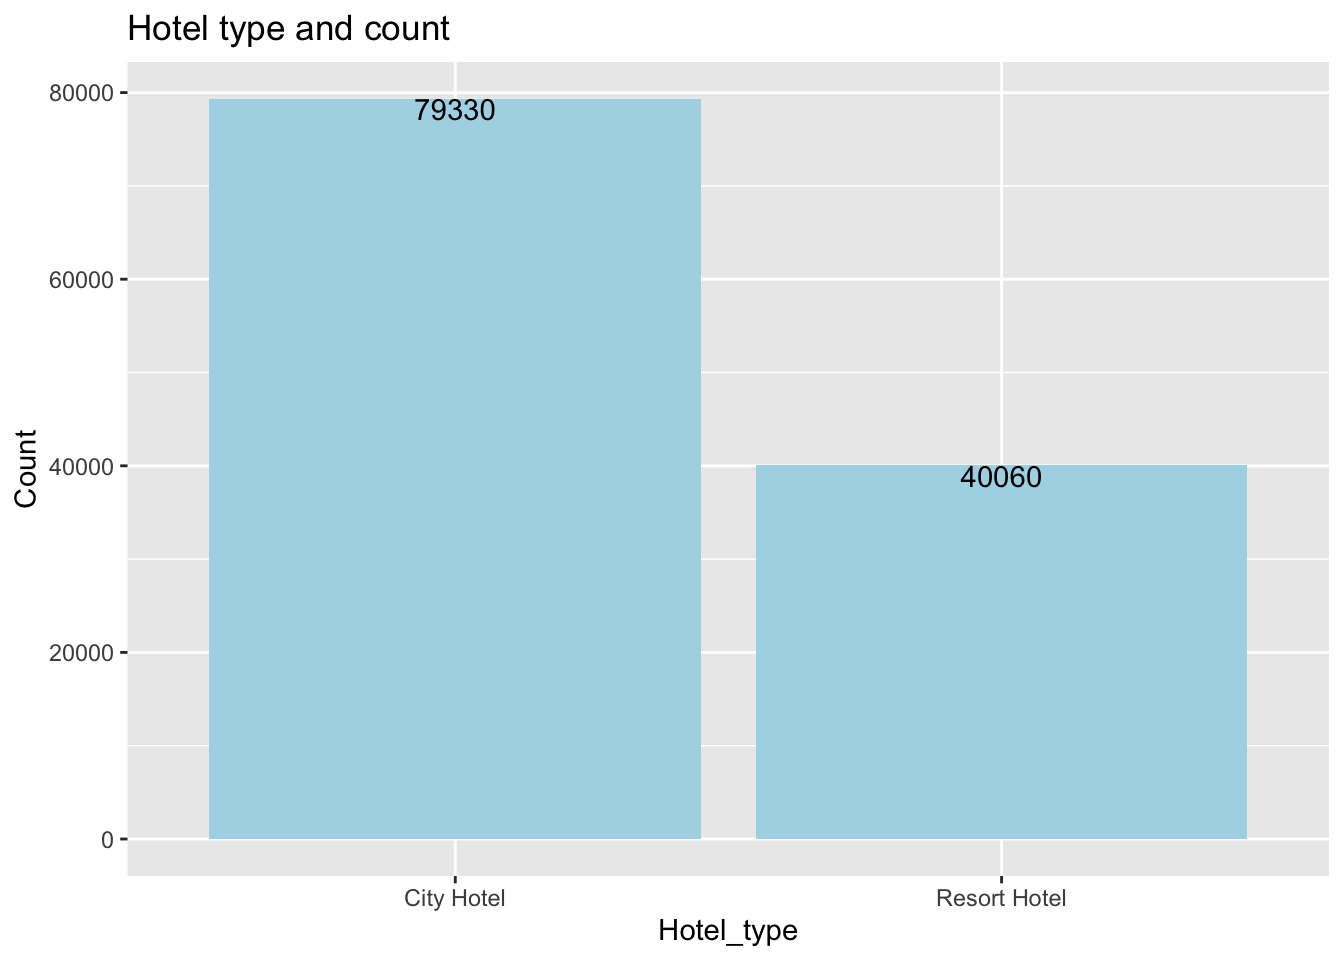 Hotel type and count
80000
79330
60000
40000
40060
20000
0
Count
City Hotel
Resort Hotel
Hotel_type